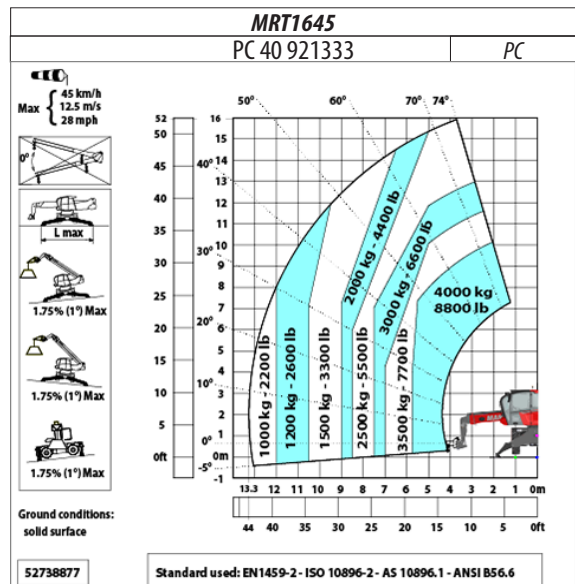 MRT1645
PC 40 921333
PC
Max { 45 km/h
12.5 m/s
28 mph
0°
L max
1.75% (1°) Max
1.75% (1°) Max
1.75% (1°) Max
Ground conditions:
solid surface
52738877
50° 60° 70° 74°
40°
30°
20°
10°
0°
-5°
52
50
45
40
35
30
25
20
15
10
5
0ft
16
15
14
13
12
11
10
9
8
7
6
5
4
3
2
1
0m
-1
1000 kg - 2200 lb
1200 kg - 2600 lb
1500 kg - 3300 lb
2000 kg - 4400 lb
2500 kg - 5500 lb
3000 kg - 6600 lb
3500 kg - 7700 lb
4000 kg
8800 lb
13.3 12 11 10 9 8 7 6 5 4 3 2 1 0m
44 40 35 30 25 20 15 10 5 0ft
Standard used: EN1459-2 - ISO 10896-2 - AS 10896.1 - ANSI B56.6